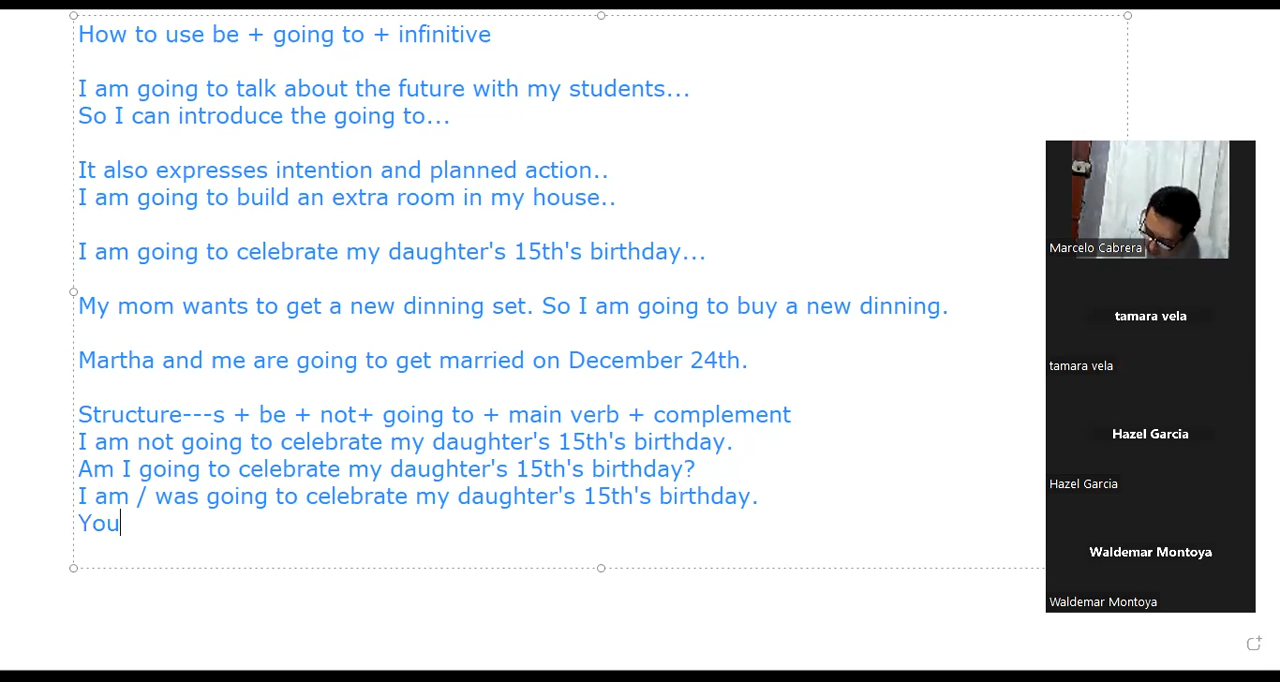 How to use be + going to + infinitive
I am going to talk about the future with my students...
So I can introduce the going to...
It also expresses intention and planned action..
I am going to build an extra room in my house..
I am going to celebrate my daughter's 15th's birthday...
My mom wants to get a new dinning set. So I am going to buy a new dinning.
Martha and me are going to get married on December 24th.
Structure---s + be + not+ going to + main verb + complement
I am not going to celebrate my daughter's 15th's birthday.
Am I going to celebrate my daughter's 15th's birthday?
I am / was going to celebrate my daughter's 15th's birthday.
You
Marcelo Cabrera
tamara vela
tamara vela
Hazel Garcia
Hazel Garcia
Waldemar Montoya
Waldemar Montoya